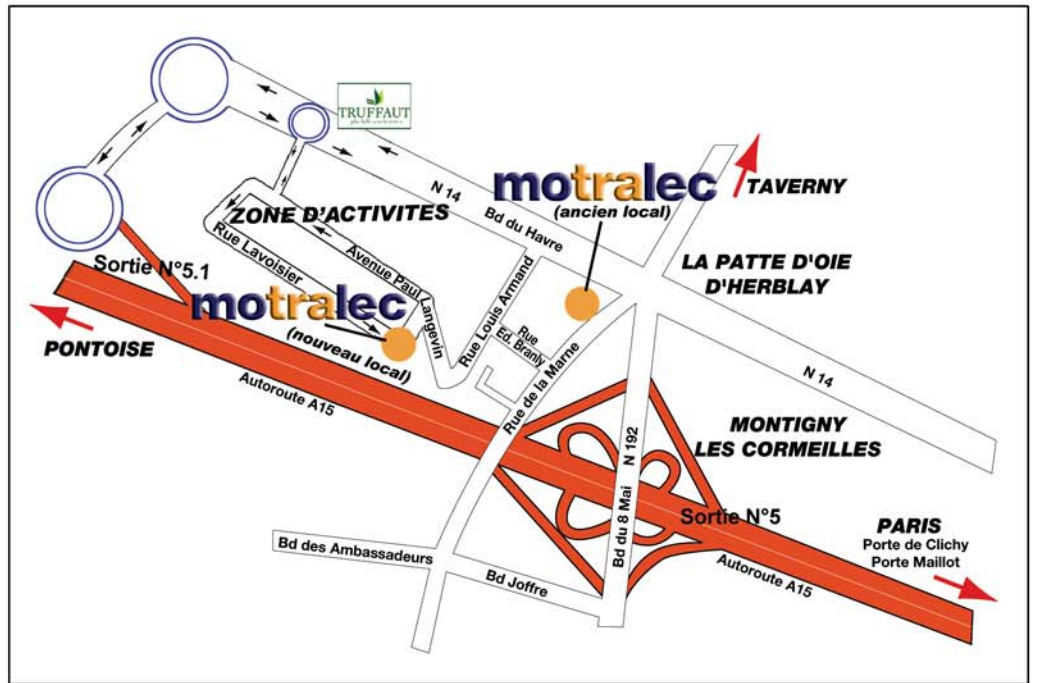 TRUFFAUT
N 14
motralec
(ancien local)
TAVERNY
ZONE D'ACTIVITES
Bd du Havre
LA PATTE D'OIE
D'HERBLAY
Sortie N°5.1
Rue Lavoisier
Avenue Paul
Langevin
Rue Louis Armand
motralec
(nouveau local)
Rue
Ed. Branly
PONTOISE
Rue de la Marne
N 14
Autoroute A15
MONTIGNY
LES CORMEILLES
N 192
Bd du 8 Mai
Sortie N°5
PARIS
Porte de Clichy
Porte Maillot
Bd des Ambassadeurs
Bd Joffre
Autoroute A15